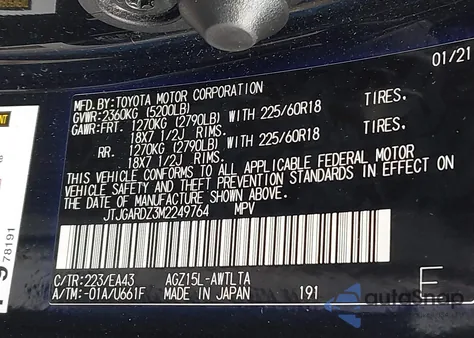 01/21
MFD.BY:TOYOTA MOTOR CORPORATION
GVWR:2360KG (5200LB)
GAWR:FRT. 1270KG (2790LB) WITH 225/60R18 TIRES.
18X7 1/2J RIMS.
RR. 1270KG (2790LB) WITH 225/60R18 TIRES.
18X7 1/2J RIMS.
THIS VEHICLE CONFORMS TO ALL APPLICABLE FEDERAL MOTOR
VEHICLE SAFETY AND THEFT PREVENTION STANDARDS IN EFFECT ON
THE DATE OF MANUFACTURE SHOWN ABOVE.
JTJGARDZ3M2249764 MPV
C/TR:223/EA43 AGZ15L-AWTLTA
A/TM:-01A/U661F MADE IN JAPAN 191
E
78191
autoSnap